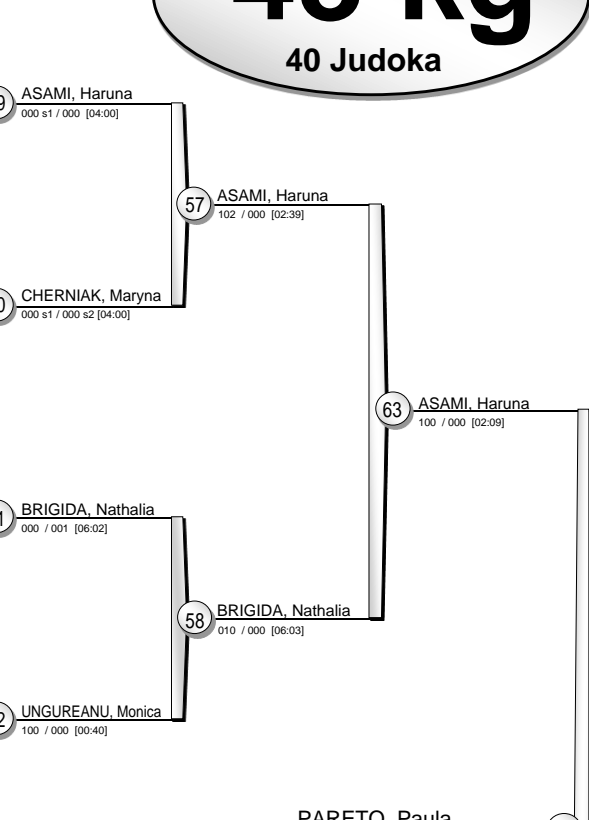 40 Judoka
ASAMI, Haruna
000 s1 / 000 [04:00]
57
ASAMI, Haruna
102 / 000 [02:39]
CHERNIAK, Maryna
000 s1 / 000 s2 [04:00]
63
ASAMI, Haruna
100 / 000 [02:09]
BRIGIDA, Nathalia
000 / 001 [06:02]
58
BRIGIDA, Nathalia
010 / 000 [06:03]
UNGUREANU, Monica
100 / 000 [00:40]
PARETO, Paula